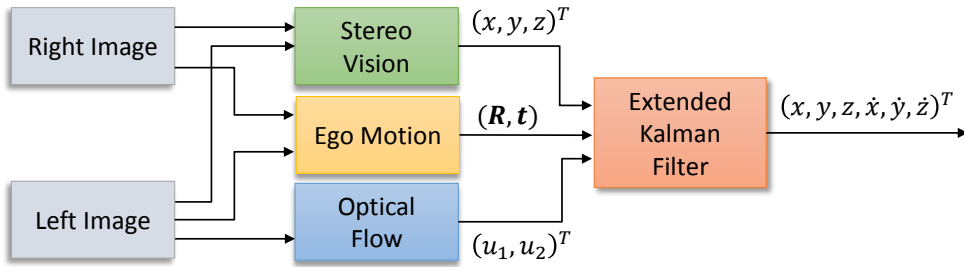 Right Image
Left Image
Stereo
Vision
Ego Motion
Optical
Flow
(x, y, z)^T
(R, t)
(u_1, u_2)^T
Extended
Kalman
Filter
(x, y, z, ẋ, ẏ, ż)^T